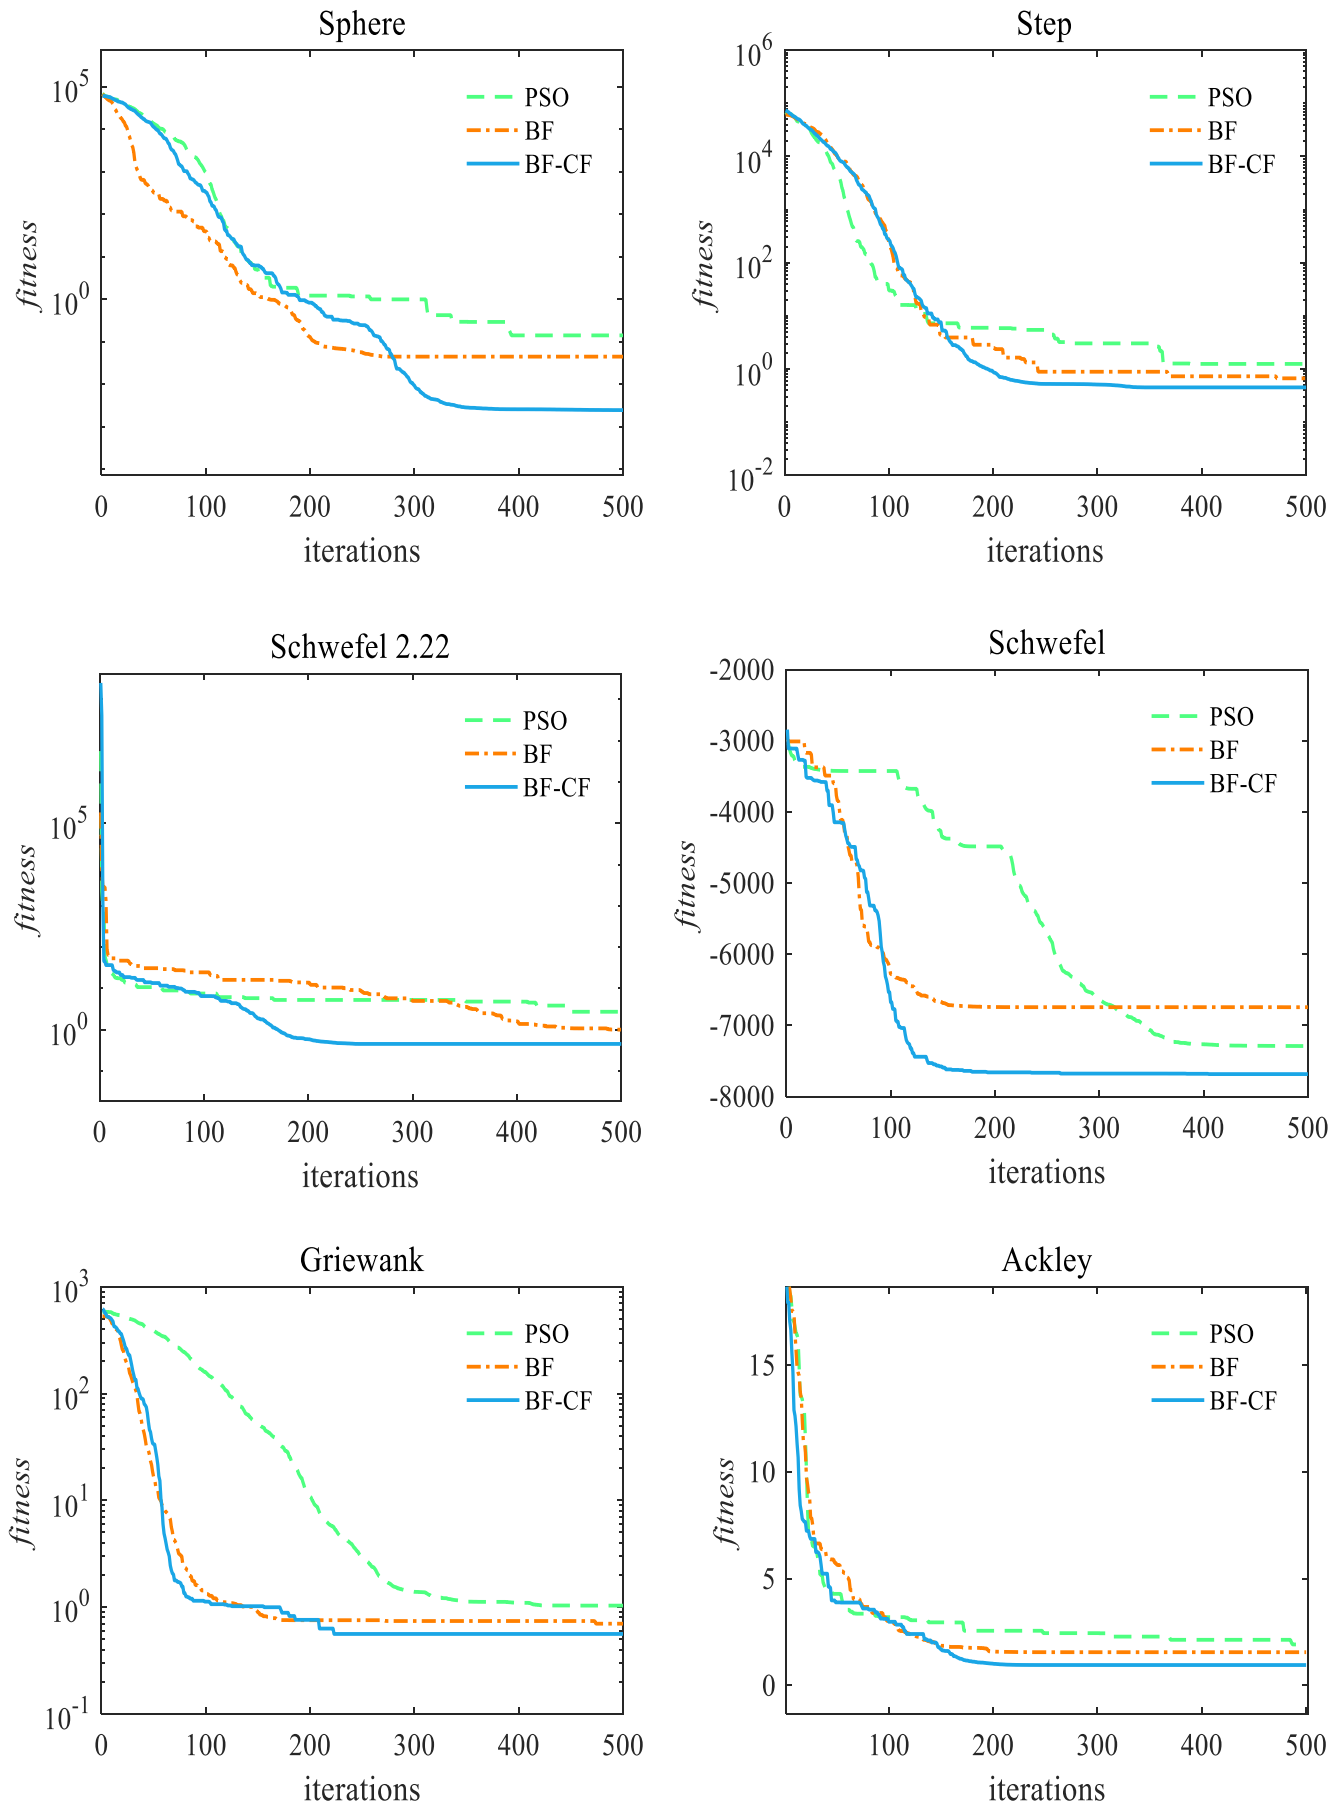 Sphere
10^5
10^0
fitness
PSO
BF
BF-CF
0 100 200 300 400 500
iterations
Step
10^6
10^4
10^2
10^0
10^-2
fitness
PSO
BF
BF-CF
0 100 200 300 400 500
iterations
Schwefel 2.22
10^5
10^0
fitness
PSO
BF
BF-CF
0 100 200 300 400 500
iterations
Schwefel
-2000
-3000
-4000
-5000
-6000
-7000
-8000
fitness
PSO
BF
BF-CF
0 100 200 300 400 500
iterations
Griewank
10^3
10^2
10^1
10^0
10^-1
fitness
PSO
BF
BF-CF
0 100 200 300 400 500
iterations
Ackley
15
10
5
0
fitness
PSO
BF
BF-CF
100 200 300 400 500
iterations